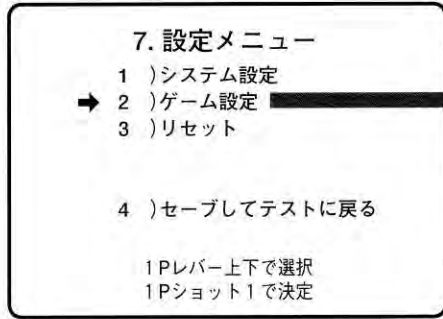 7. 設定メニュー
1 )システム設定
➡ 2 )ゲーム設定
3 )リセット
4 )セーブしてテストに戻る
1Pレバー上下で選択
1Pショット1で決定